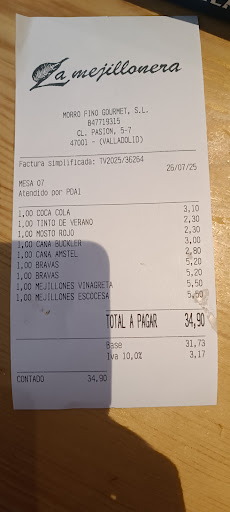 La mejillonera
MORRO FINO GOURMET, S.L.
847719315
CL. PASION, 5-7
47001 - (VALLADOLID)
Factura simplificada: TV2025/36264
26/07/25
MESA 07
Atendido por PDA1
1,00 COCA COLA 3,10
1,00 TINTO DE VERANO 2,30
1,00 MOSTO ROJO 2,30
1,00 CAÑA BUCKLER 3,00
1,00 CAÑA AMSTEL 2,80
1,00 BRAVAS 5,20
1,00 BRAVAS 5,20
1,00 MEJILLONES VINAGRETA 5,50
1,00 MEJILLONES ESCOCESA 5,50
TOTAL A PAGAR 34,90
Base 31,73
Iva 10,0% 3,17
CONTADO 34,90